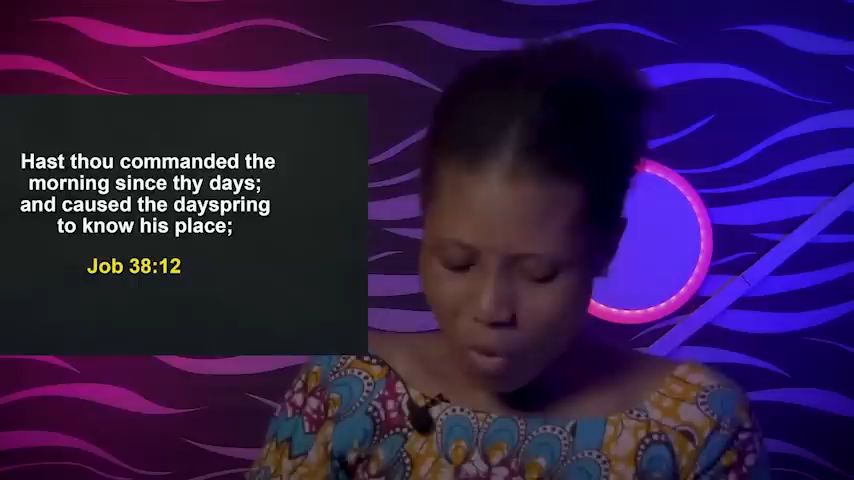 Hast thou commanded the
morning since thy days;
and caused the dayspring
to know his place;
Job 38:12